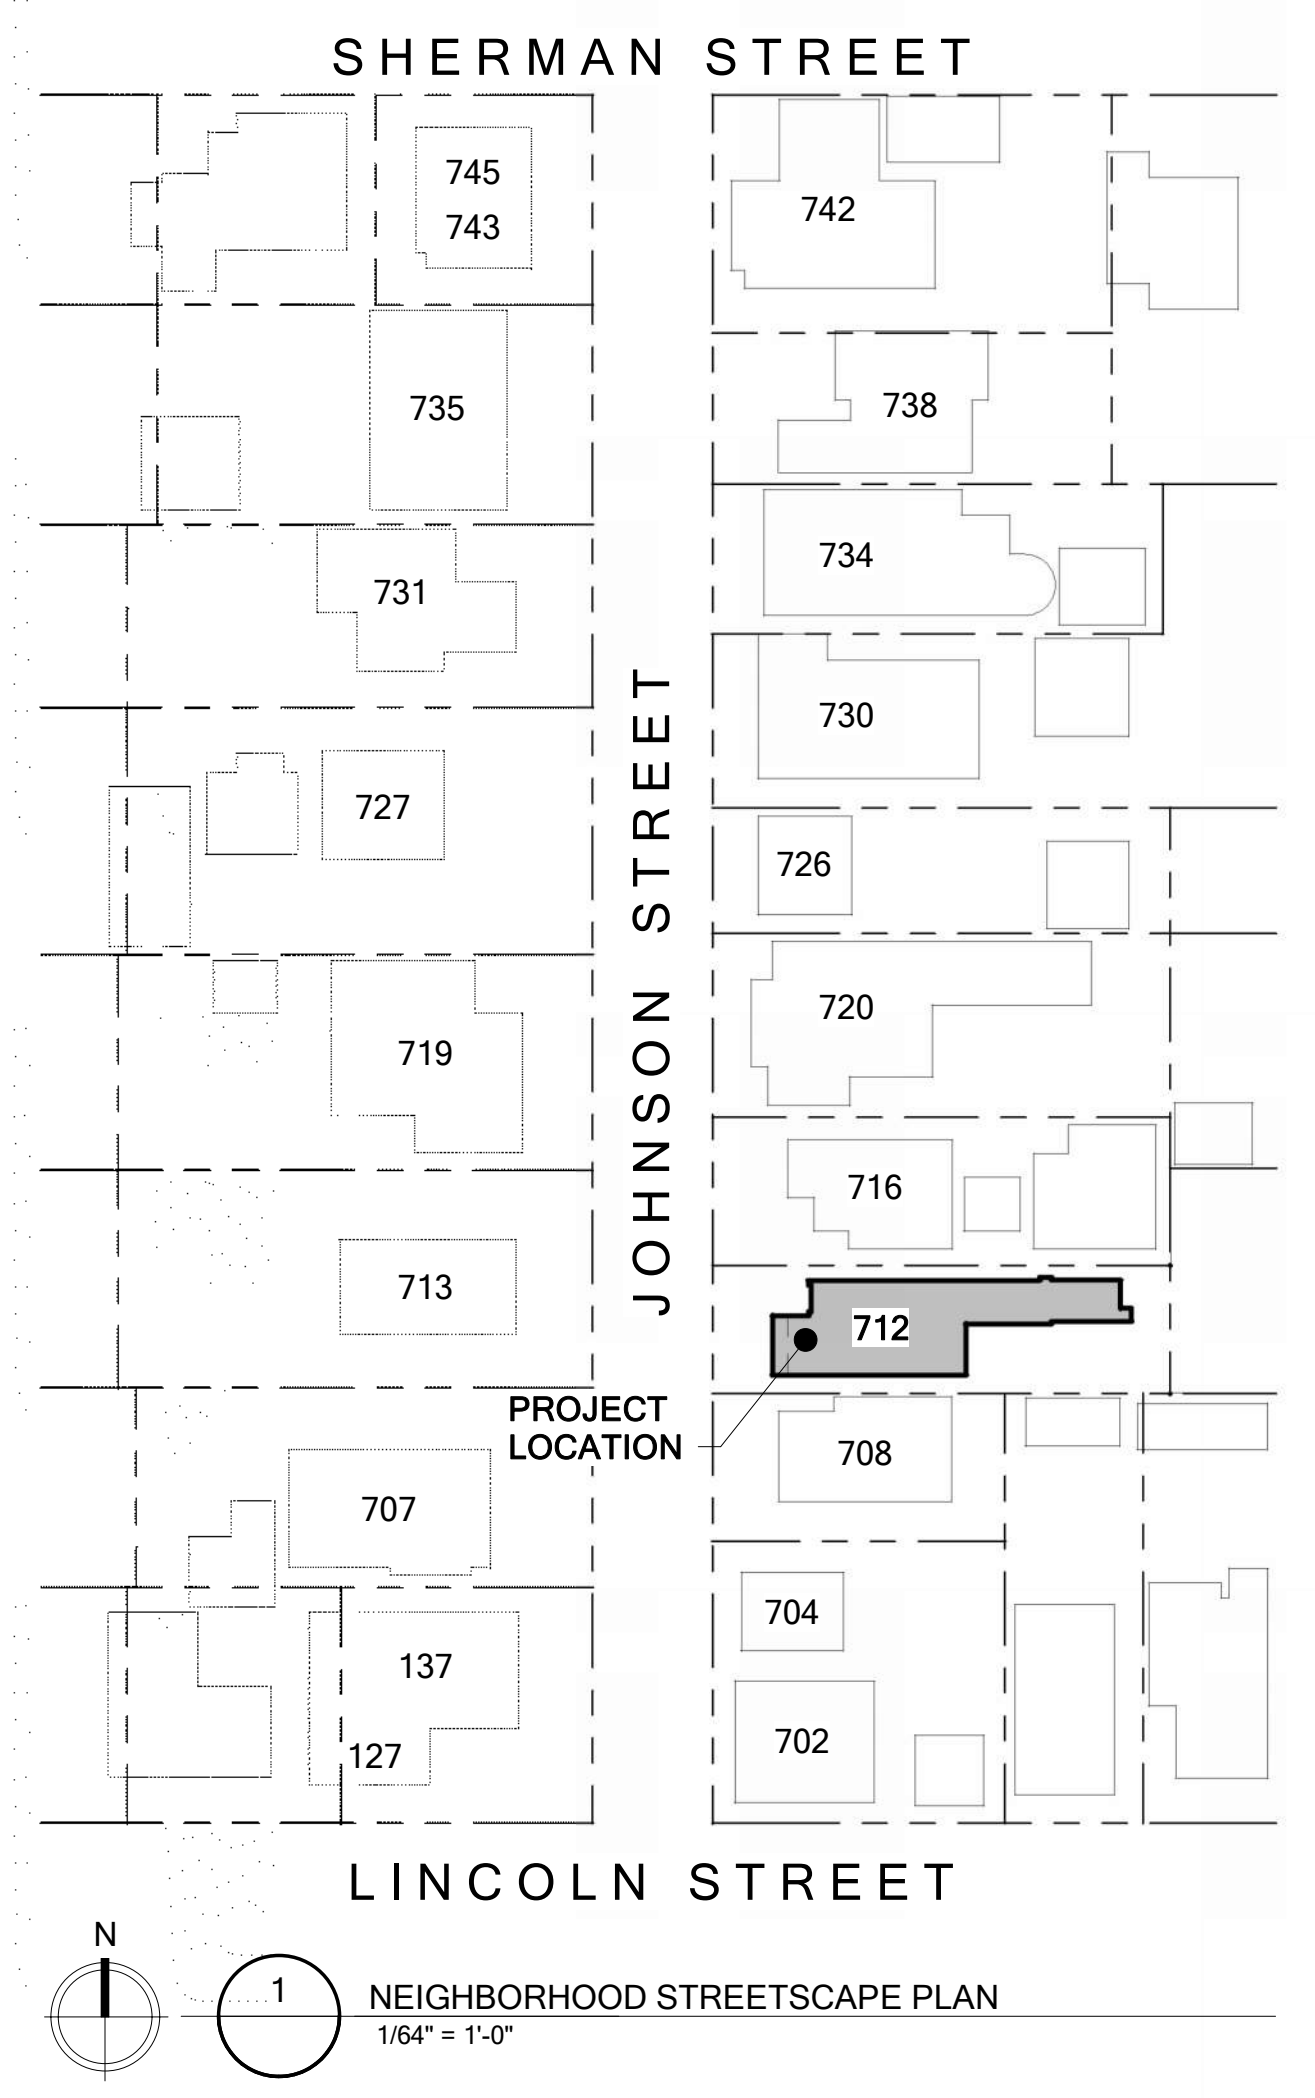 SHERMAN STREET
745
743
742
735
738
731
734
730
727
726
719
720
JOHNSON STREET
716
713
712
PROJECT
LOCATION
708
707
704
137
702
127
LINCOLN STREET
N
1
NEIGHBORHOOD STREETSCAPE PLAN
1/64" = 1'-0"